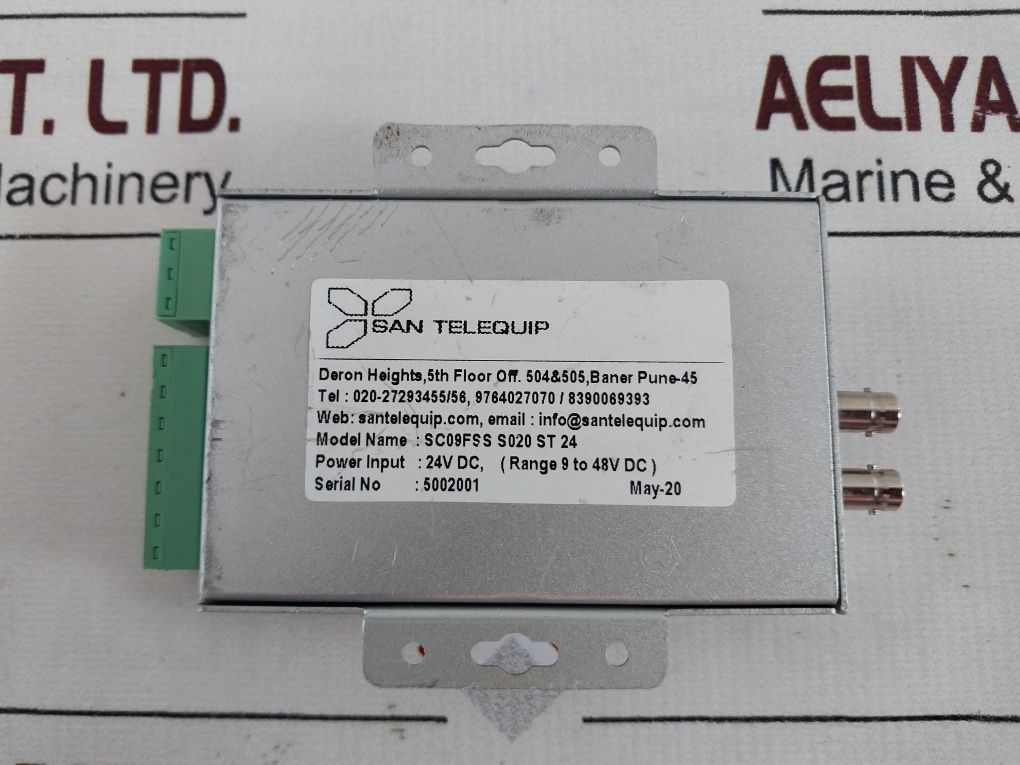 T. LTD.
Machinery
AELIYA
Marine &
SAN TELEQUIP
Deron Heights,5th Floor Off. 504&505,Baner Pune-45
Tel : 020-27293455/56, 9764027070 / 8390069393
Web: santelequip.com, email : info@santelequip.com
Model Name : SC09FSS S020 ST 24
Power Input : 24V DC, ( Range 9 to 48V DC )
Serial No : 5002001 May-20